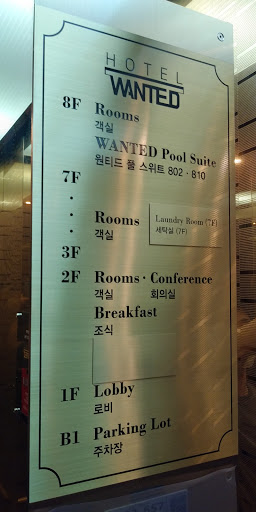 HOTEL
WANTED
8F Rooms
객실
WANTED Pool Suite
원티드 풀 스위트 802 · 810
7F
·
·
·
Rooms
객실
Laundry Room (7F)
세탁실 (7F)
3F
2F Rooms · Conference
객실 회의실
Breakfast
조식
1F Lobby
로비
B1 Parking Lot
주차장